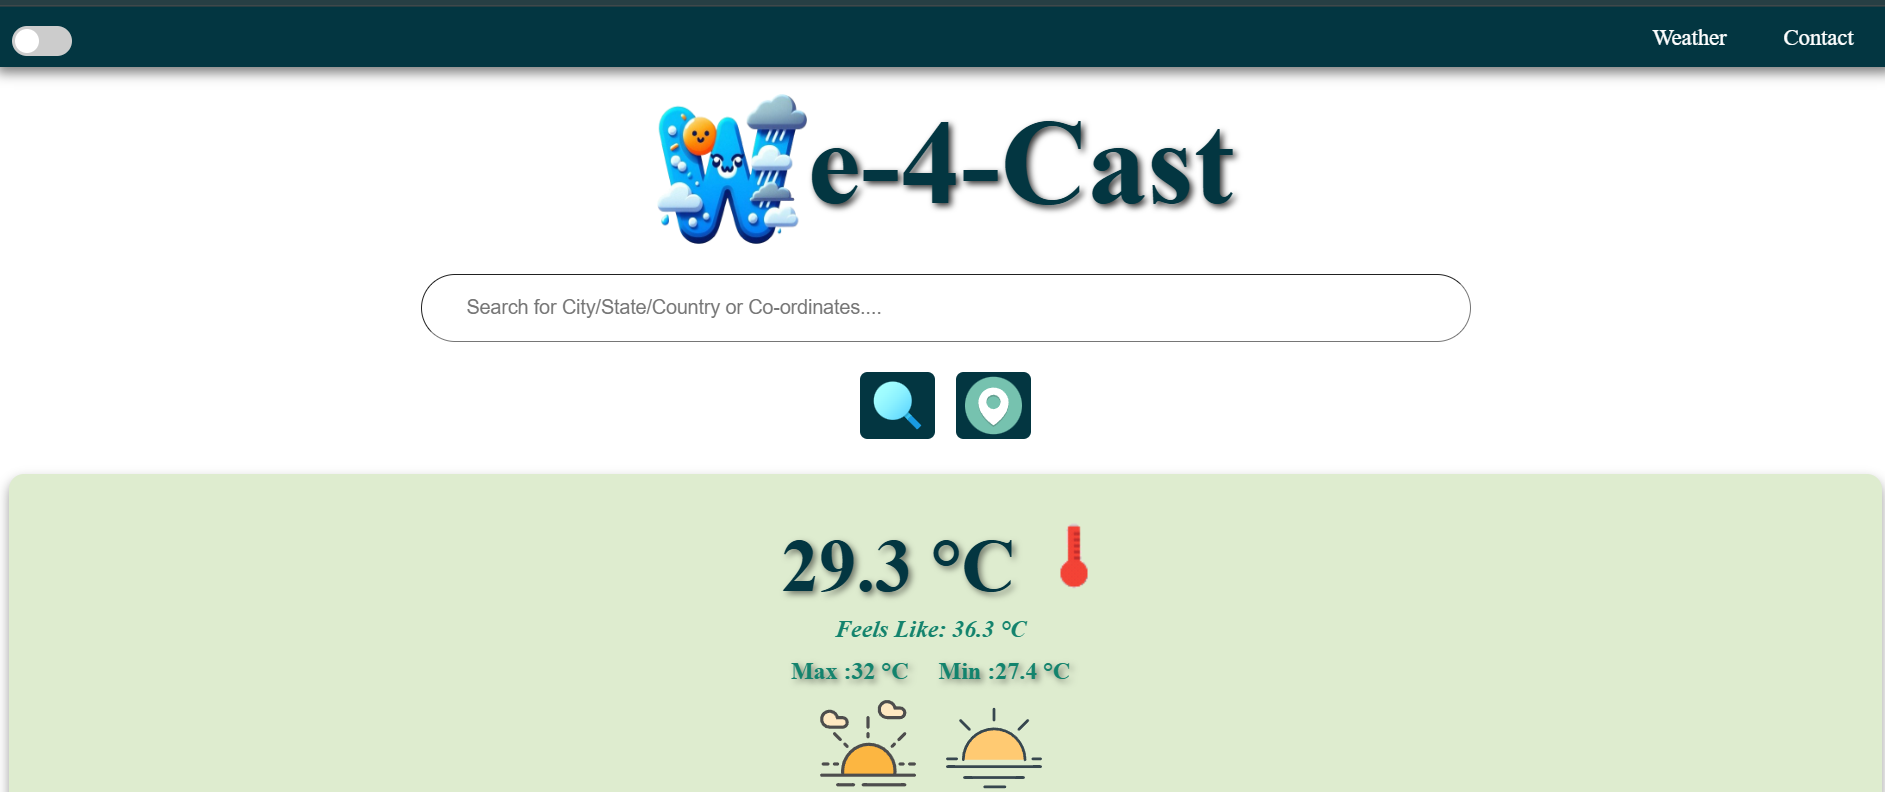 Weather Contact
We-4-Cast
Search for City/State/Country or Co-ordinates....
29.3 °C
Feels Like: 36.3 °C
Max :32 °C Min :27.4 °C